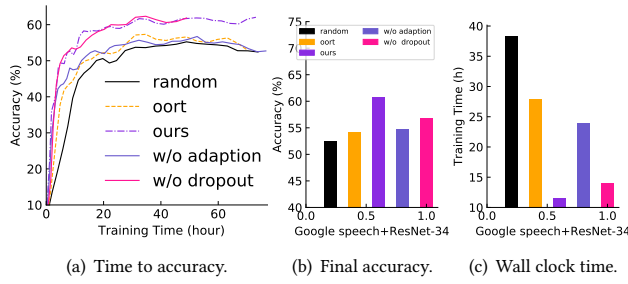 60
50
40
30
20
10
0
20
40
60
Accuracy (%)
Training Time (hour)
random
oort
ours
w/o adaption
w/o dropout
(a) Time to accuracy.
75
70
65
60
55
50
45
40
0.0
0.5
1.0
Accuracy (%)
Google speech+ResNet-34
random
oort
ours
w/o adaption
w/o dropout
(b) Final accuracy.
40
35
30
25
20
15
10
0.0
0.5
1.0
Training Time (h)
Google speech+ResNet-34
(c) Wall clock time.